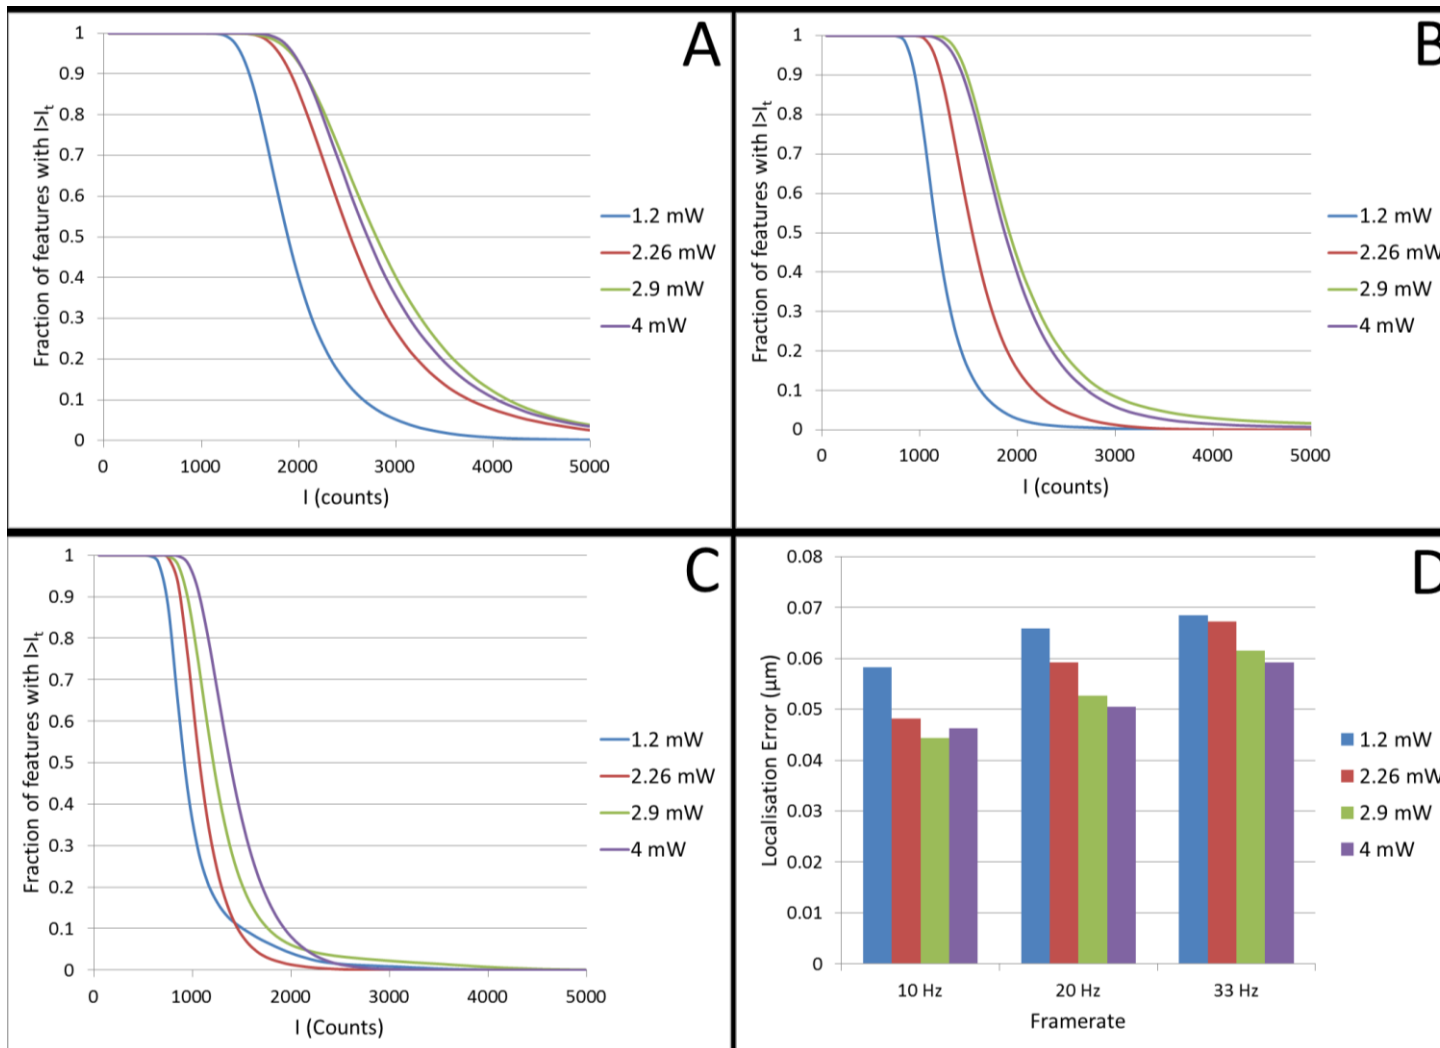 A
Fraction of features with I>It
1
0.9
0.8
0.7
0.6
0.5
0.4
0.3
0.2
0.1
0
0 1000 2000 3000 4000 5000
I (counts)
1.2 mW
2.26 mW
2.9 mW
4 mW
B
Fraction of features with I>It
1
0.9
0.8
0.7
0.6
0.5
0.4
0.3
0.2
0.1
0
0 1000 2000 3000 4000 5000
I (counts)
1.2 mW
2.26 mW
2.9 mW
4 mW
C
Fraction of features with I>It
1
0.9
0.8
0.7
0.6
0.5
0.4
0.3
0.2
0.1
0
0 1000 2000 3000 4000 5000
I (Counts)
1.2 mW
2.26 mW
2.9 mW
4 mW
D
Localisation Error (µm)
0.08
0.07
0.06
0.05
0.04
0.03
0.02
0.01
0
10 Hz 20 Hz 33 Hz
Framerate
1.2 mW
2.26 mW
2.9 mW
4 mW